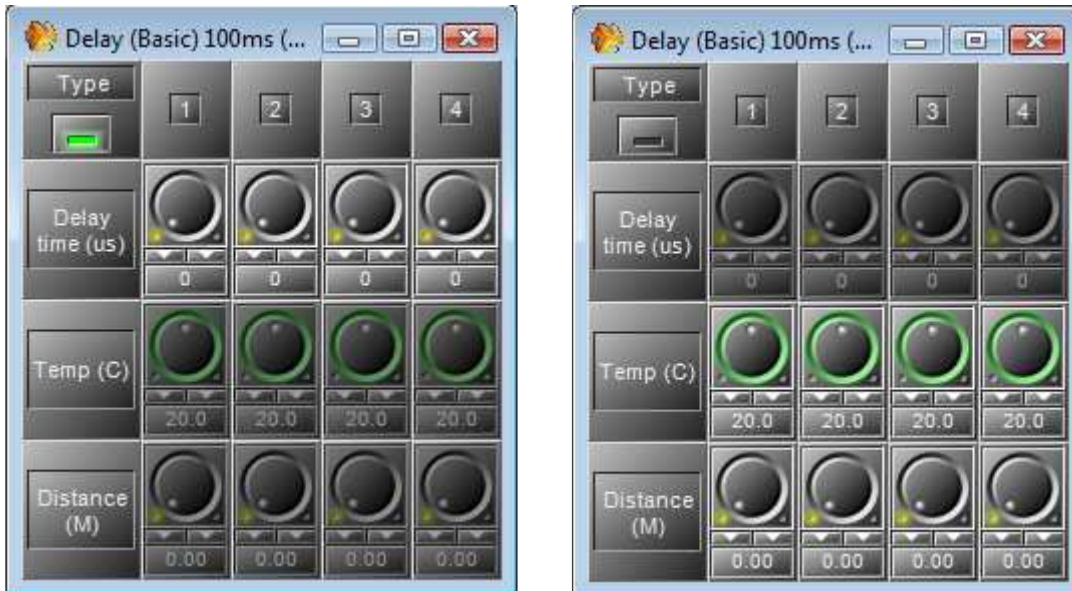 Delay (Basic) 100ms (...
Type
1 2 3 4
Delay
time (us)
0 0 0 0
Temp (C)
20.0 20.0 20.0 20.0
Distance
(M)
0.00 0.00 0.00 0.00
Delay (Basic) 100ms (...
Type
1 2 3 4
Delay
time (us)
0 0 0 0
Temp (C)
20.0 20.0 20.0 20.0
Distance
(M)
0.00 0.00 0.00 0.00